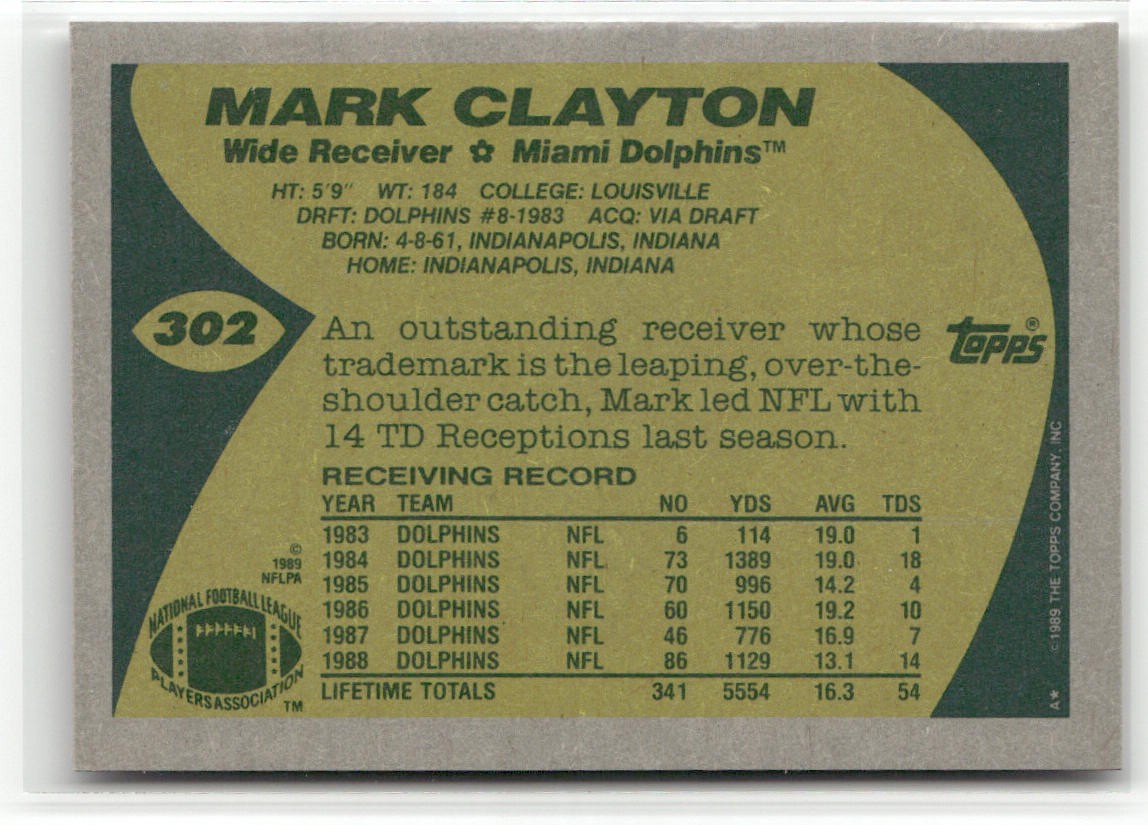 MARK CLAYTON
Wide Receiver ✿ Miami Dolphins™
HT: 5'9" WT: 184 COLLEGE: LOUISVILLE
DRFT: DOLPHINS #8-1983 ACQ: VIA DRAFT
BORN: 4-8-61, INDIANAPOLIS, INDIANA
HOME: INDIANAPOLIS, INDIANA
302
An outstanding receiver whose
trademark is the leaping, over-the-
shoulder catch, Mark led NFL with
14 TD Receptions last season.
topps®
RECEIVING RECORD
YEAR TEAM NO YDS AVG TDS
1983 DOLPHINS NFL 6 114 19.0 1
1984 DOLPHINS NFL 73 1389 19.0 18
1985 DOLPHINS NFL 70 996 14.2 4
1986 DOLPHINS NFL 60 1150 19.2 10
1987 DOLPHINS NFL 46 776 16.9 7
1988 DOLPHINS NFL 86 1129 13.1 14
LIFETIME TOTALS 341 5554 16.3 54
©
1989
NFLPA
NATIONAL FOOTBALL LEAGUE
PLAYERS ASSOCIATION
TM
©1989 THE TOPPS COMPANY, INC
A★